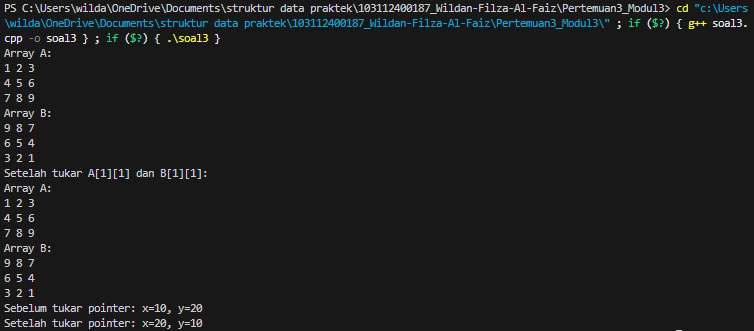 PS C:\Users\wilda\OneDrive\Documents\struktur data praktek\103112400187_Wildan-Filza-Al-Faiz\Pertemuan3_Modul3> cd "c:\Users
\wilda\OneDrive\Documents\struktur data praktek\103112400187_Wildan-Filza-Al-Faiz\Pertemuan3_Modul3\" ; if ($?) { g++ soal3.
cpp -o soal3 } ; if ($?) { .\soal3 }
Array A:
1 2 3
4 5 6
7 8 9
Array B:
9 8 7
6 5 4
3 2 1
Setelah tukar A[1][1] dan B[1][1]:
Array A:
1 2 3
4 5 6
7 8 9
Array B:
9 8 7
6 5 4
3 2 1
Sebelum tukar pointer: x=10, y=20
Setelah tukar pointer: x=20, y=10